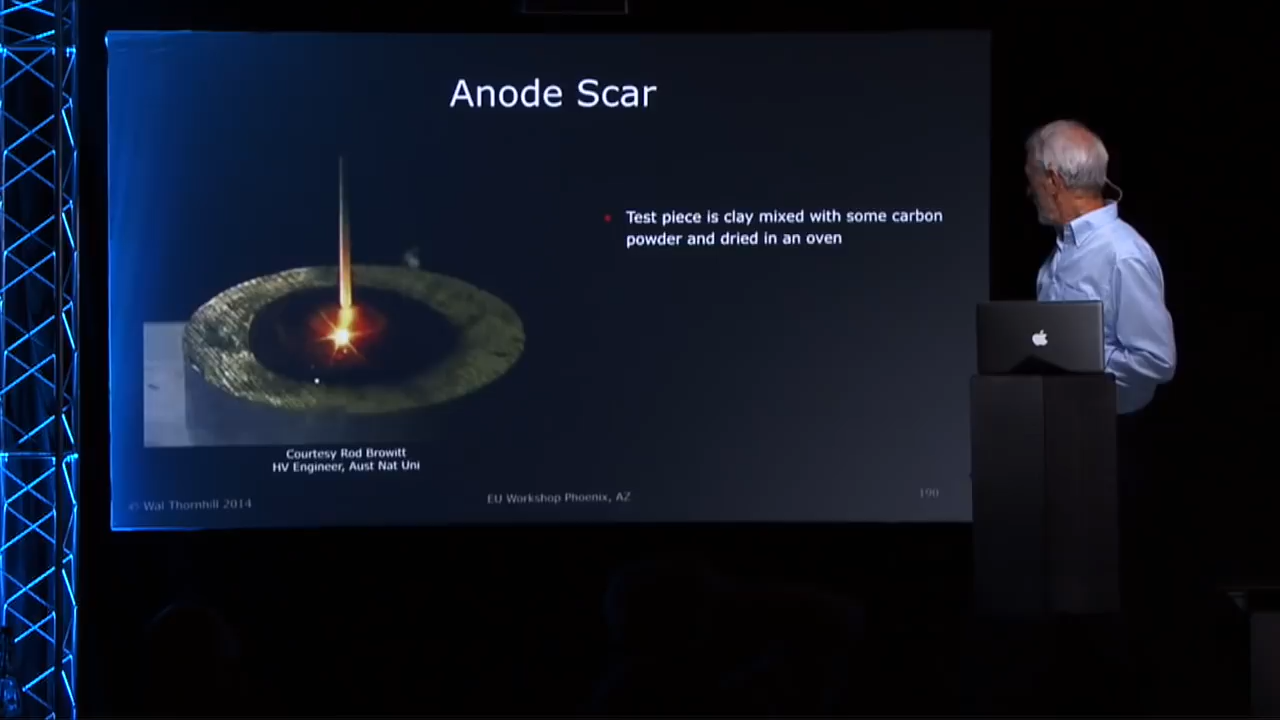 Anode Scar
Test piece is clay mixed with some carbon
powder and dried in an oven
Courtesy Rod Browitt
HV Engineer, Aust Nat Uni
© Wal Thornhill 2014
EU Workshop Phoenix, AZ
190